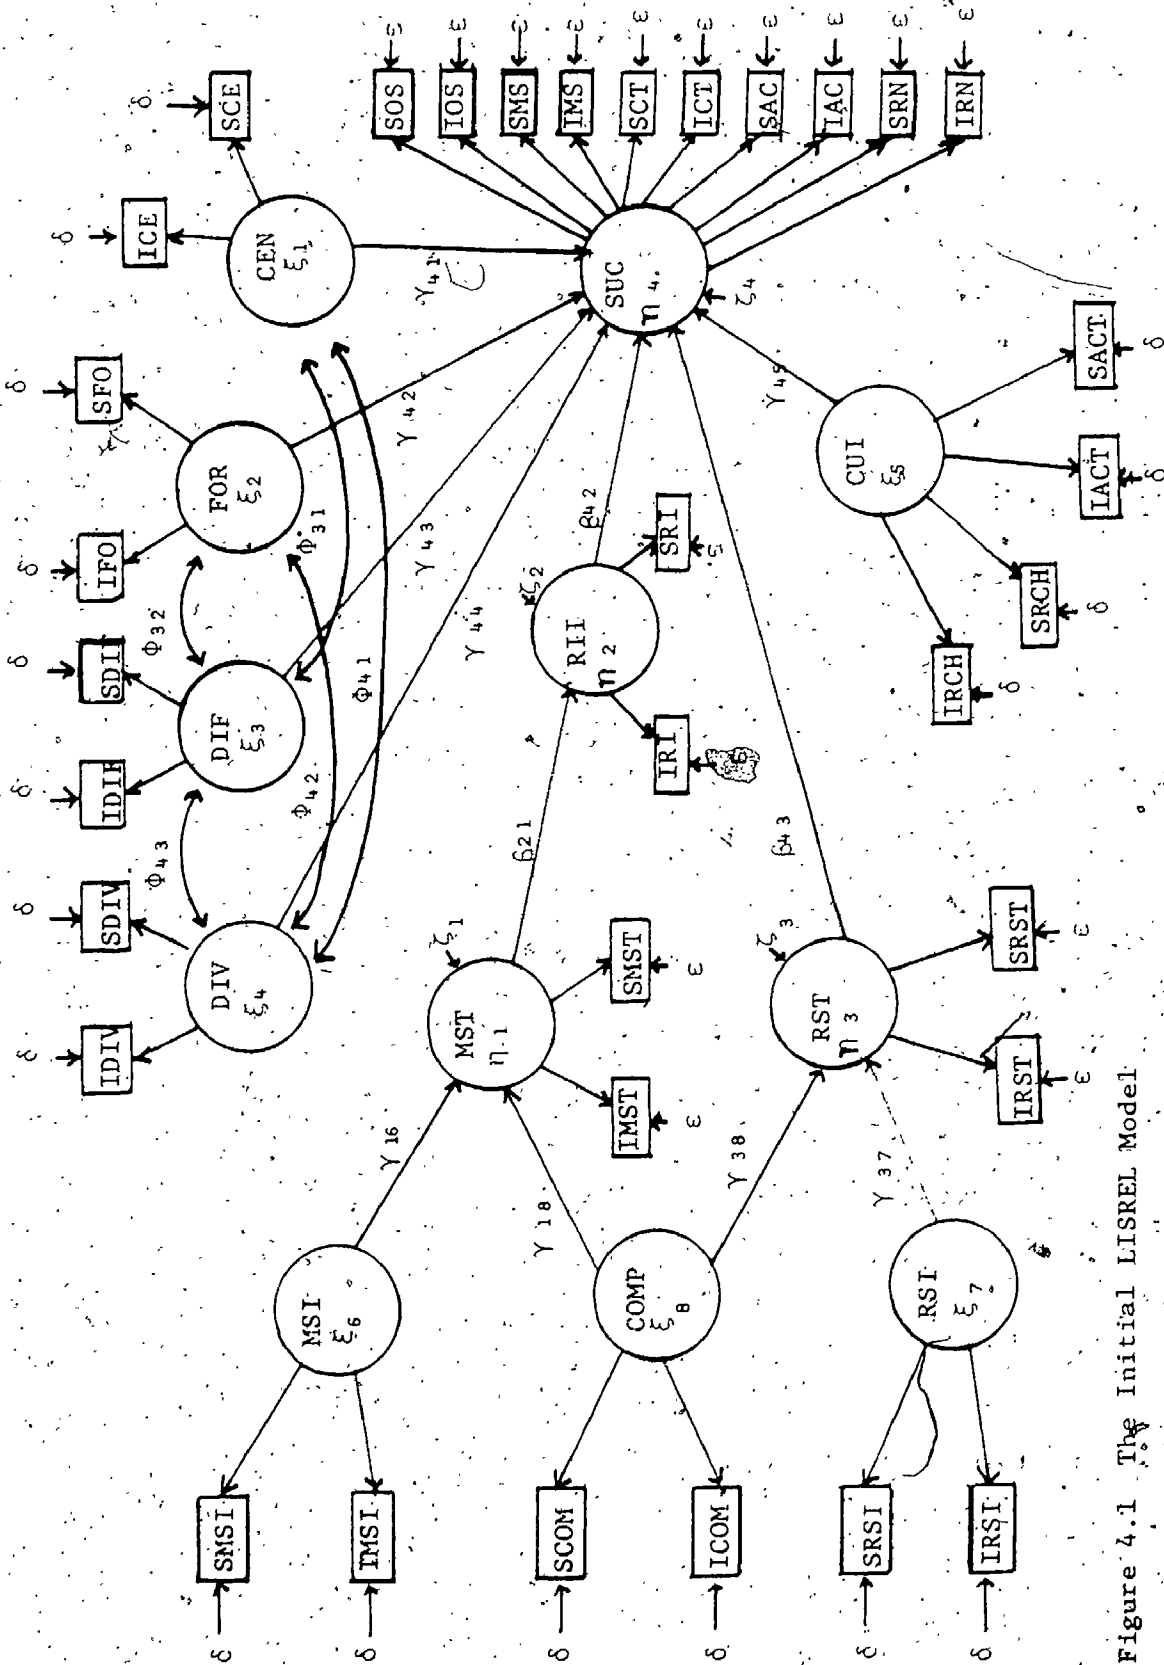 δ
δ
δ
δ
δ
δ
δ
δ
IDIV
SDIV
IDIF
SDIF
IFO
SFO
ICE
SCE
DIV
ξ4
DIF
ξ3
FOR
ξ2
CEN
ξ1
Φ43
Φ32
Φ31
Φ42
Φ41
γ41
γ42
γ43
γ44
SOS
ε
IOS
ε
SMS
ε
IMS
ε
SCT
ε
ICT
ε
SAC
ε
IAC
ε
SRN
ε
IRN
ε
SUC
η4
ζ4
δ
SMSI
δ
IMSI
MSI
ξ6
γ16
MST
η1
ζ1
IMST
ε
SMST
ε
β21
RII
η2
ζ2
IRI
SRI
ε
β42
δ
SCOM
δ
ICOM
COMP
ξ8
γ18
γ38
RST
η3
ζ3
IRST
ε
SRST
ε
β43
δ
SRSI
δ
IRSI
RSI
ξ7
γ37
CUI
ξ5
γ45
IRCH
δ
SRCH
δ
IACT
δ
SACT
δ
Figure 4.1 The Initial LISREL Model